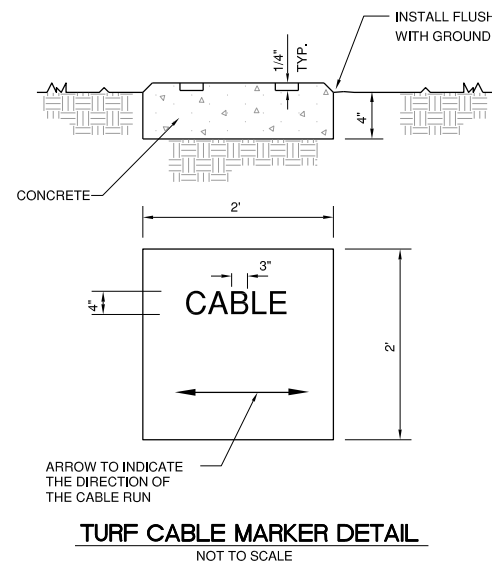 INSTALL FLUSH
WITH GROUND
1/4"
TYP.
4"
CONCRETE
2'
3"
4"
CABLE
2'
ARROW TO INDICATE
THE DIRECTION OF
THE CABLE RUN
TURF CABLE MARKER DETAIL
NOT TO SCALE